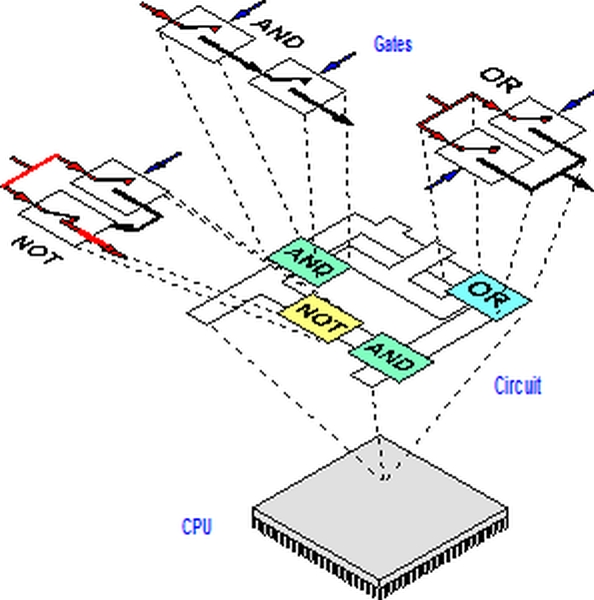 AND
Gates
OR
NOT
AND
OR
NOT
AND
Circuit
CPU